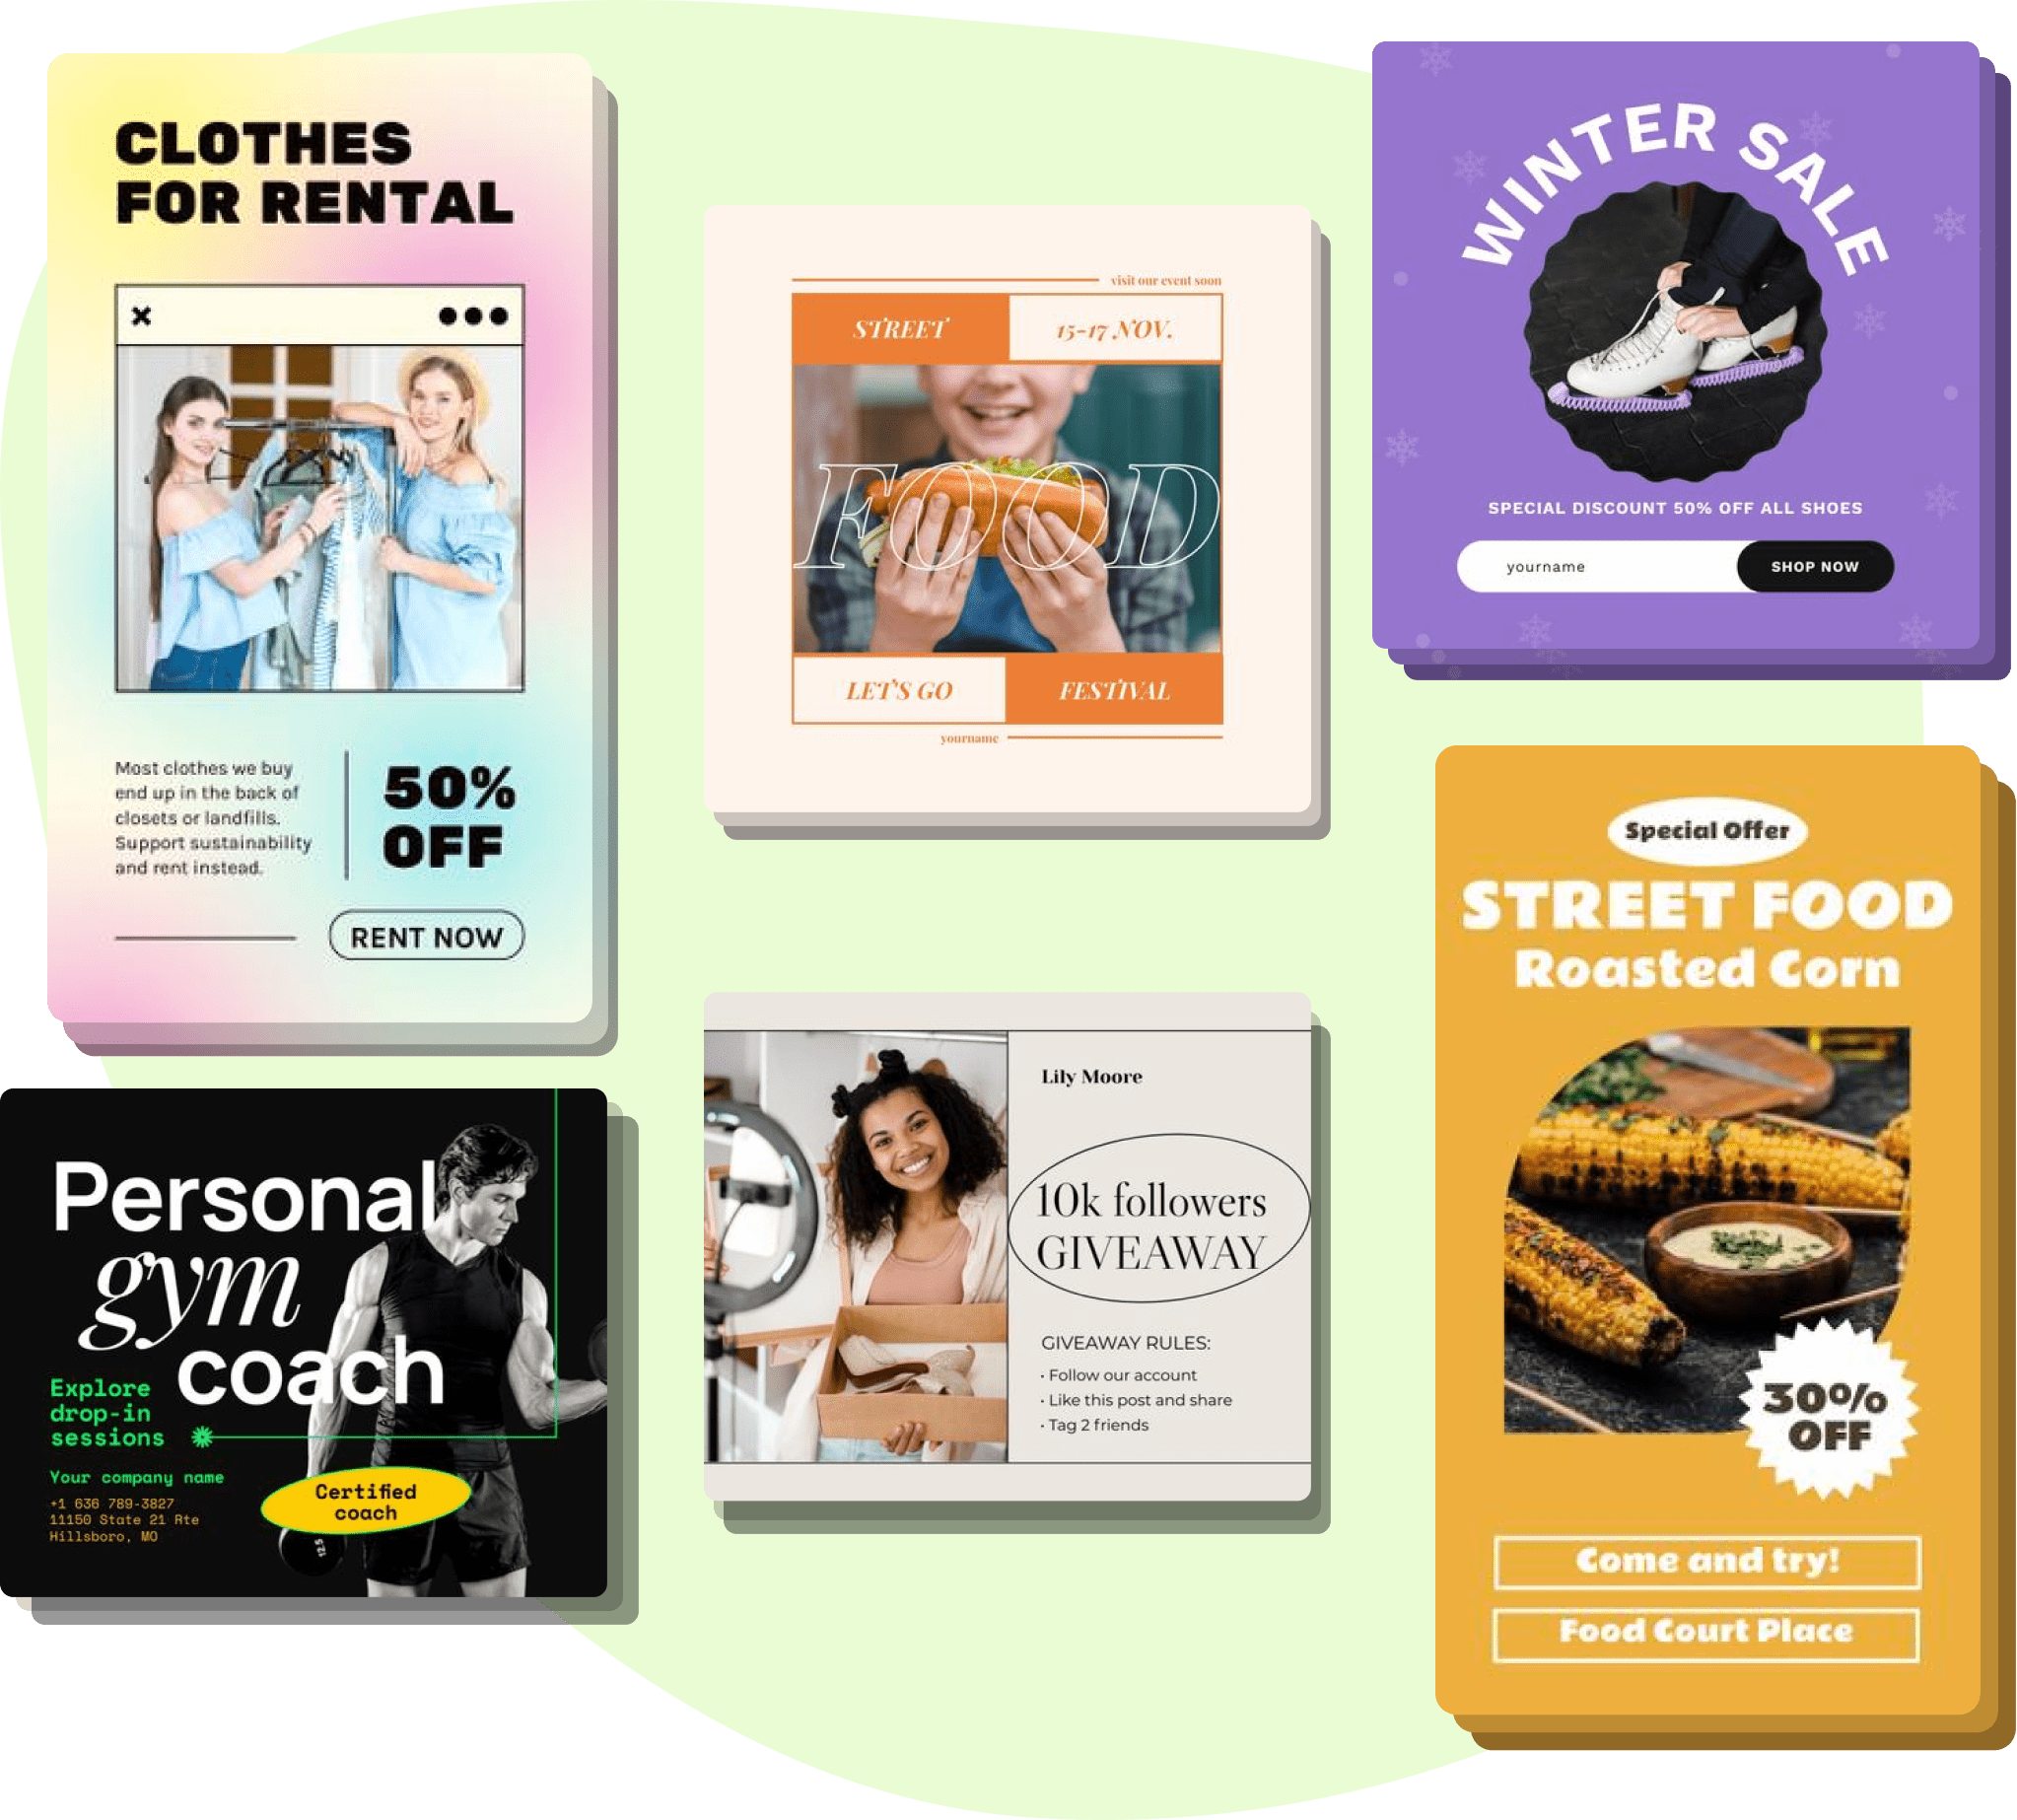 CLOTHES
FOR RENTAL
Most clothes we buy
end up in the back of
closets or landfills.
Support sustainability
and rent instead.
50%
OFF
RENT NOW
visit our event soon
STREET
15-17 NOV.
FOOD
LET'S GO
FESTIVAL
yourname
WINTER SALE
SPECIAL DISCOUNT 50% OFF ALL SHOES
yourname
SHOP NOW
Personal
gym
coach
Explore
drop-in
sessions
Your company name
+1 636 789-3827
11150 State 21 Rte
Hillsboro, MO
Certified
coach
12.5
Lily Moore
10k followers
GIVEAWAY
GIVEAWAY RULES:
· Follow our account
· Like this post and share
· Tag 2 friends
Special Offer
STREET FOOD
Roasted Corn
30%
OFF
Come and try!
Food Court Place